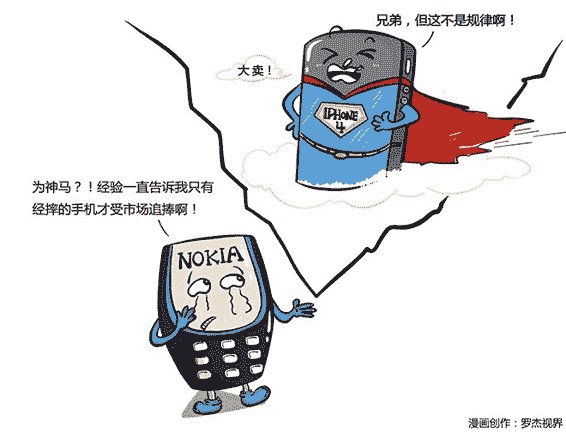 兄弟，但这不是规律啊！
大卖！
IPHONE
4
为神马？！经验一直告诉我只有
经摔的手机才受市场追捧啊！
NOKIA
漫画创作：罗杰视界